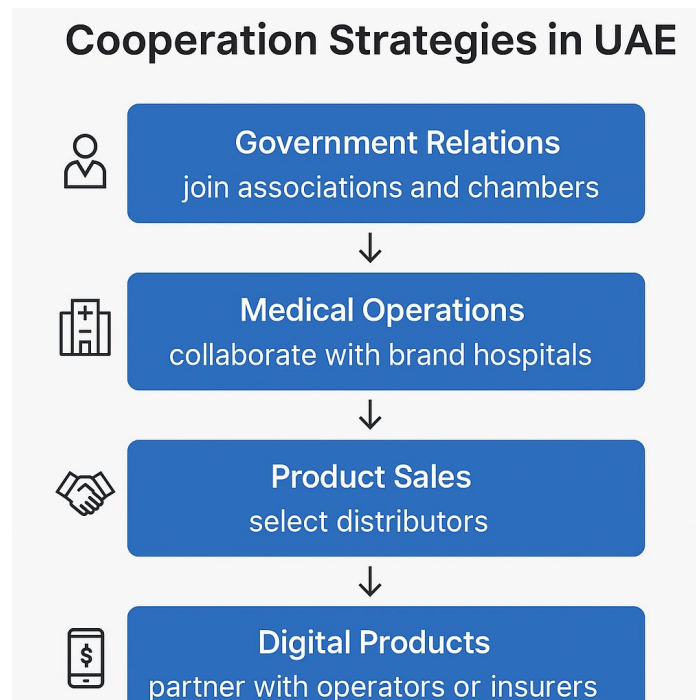 Cooperation Strategies in UAE
Government Relations
join associations and chambers
Medical Operations
collaborate with brand hospitals
Product Sales
select distributors
$
Digital Products
partner with operators or insurers